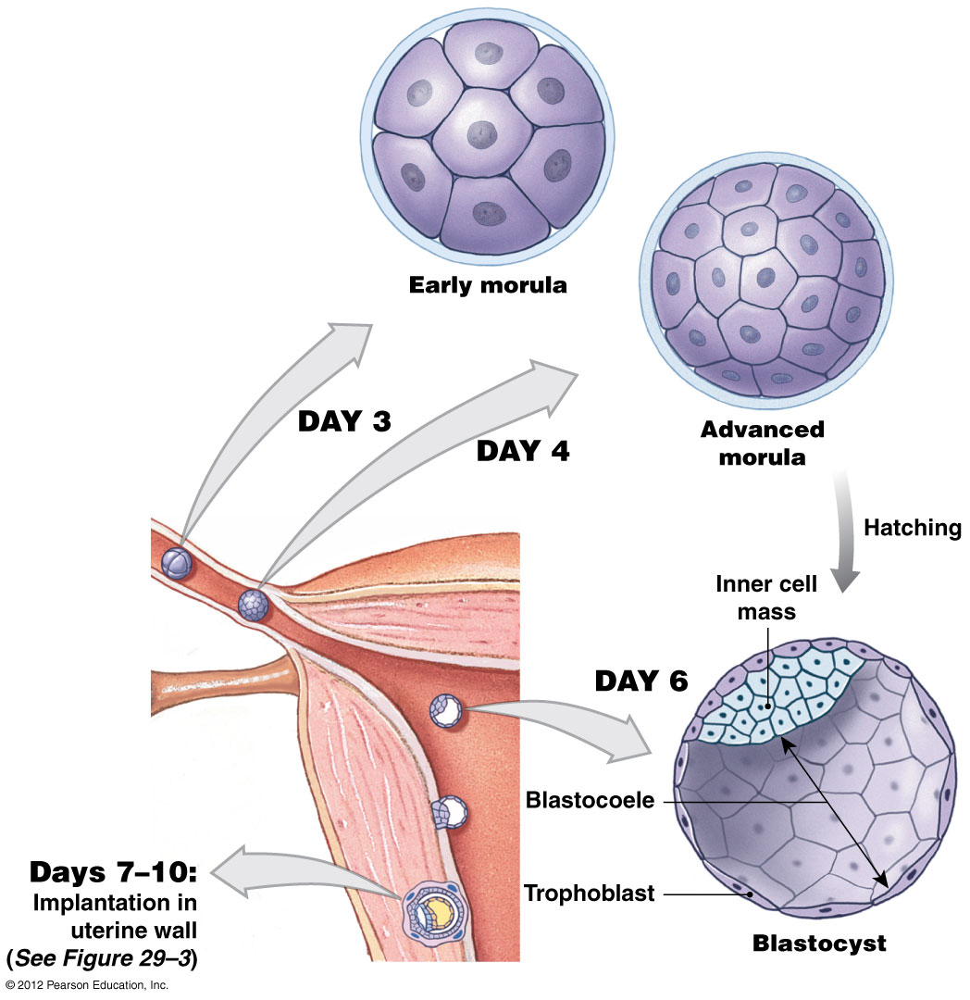 Early morula
DAY 3
DAY 4
Advanced
morula
Hatching
Inner cell
mass
DAY 6
Blastocoele
Trophoblast
Blastocyst
Days 7–10:
Implantation in
uterine wall
(See Figure 29–3)
© 2012 Pearson Education, Inc.